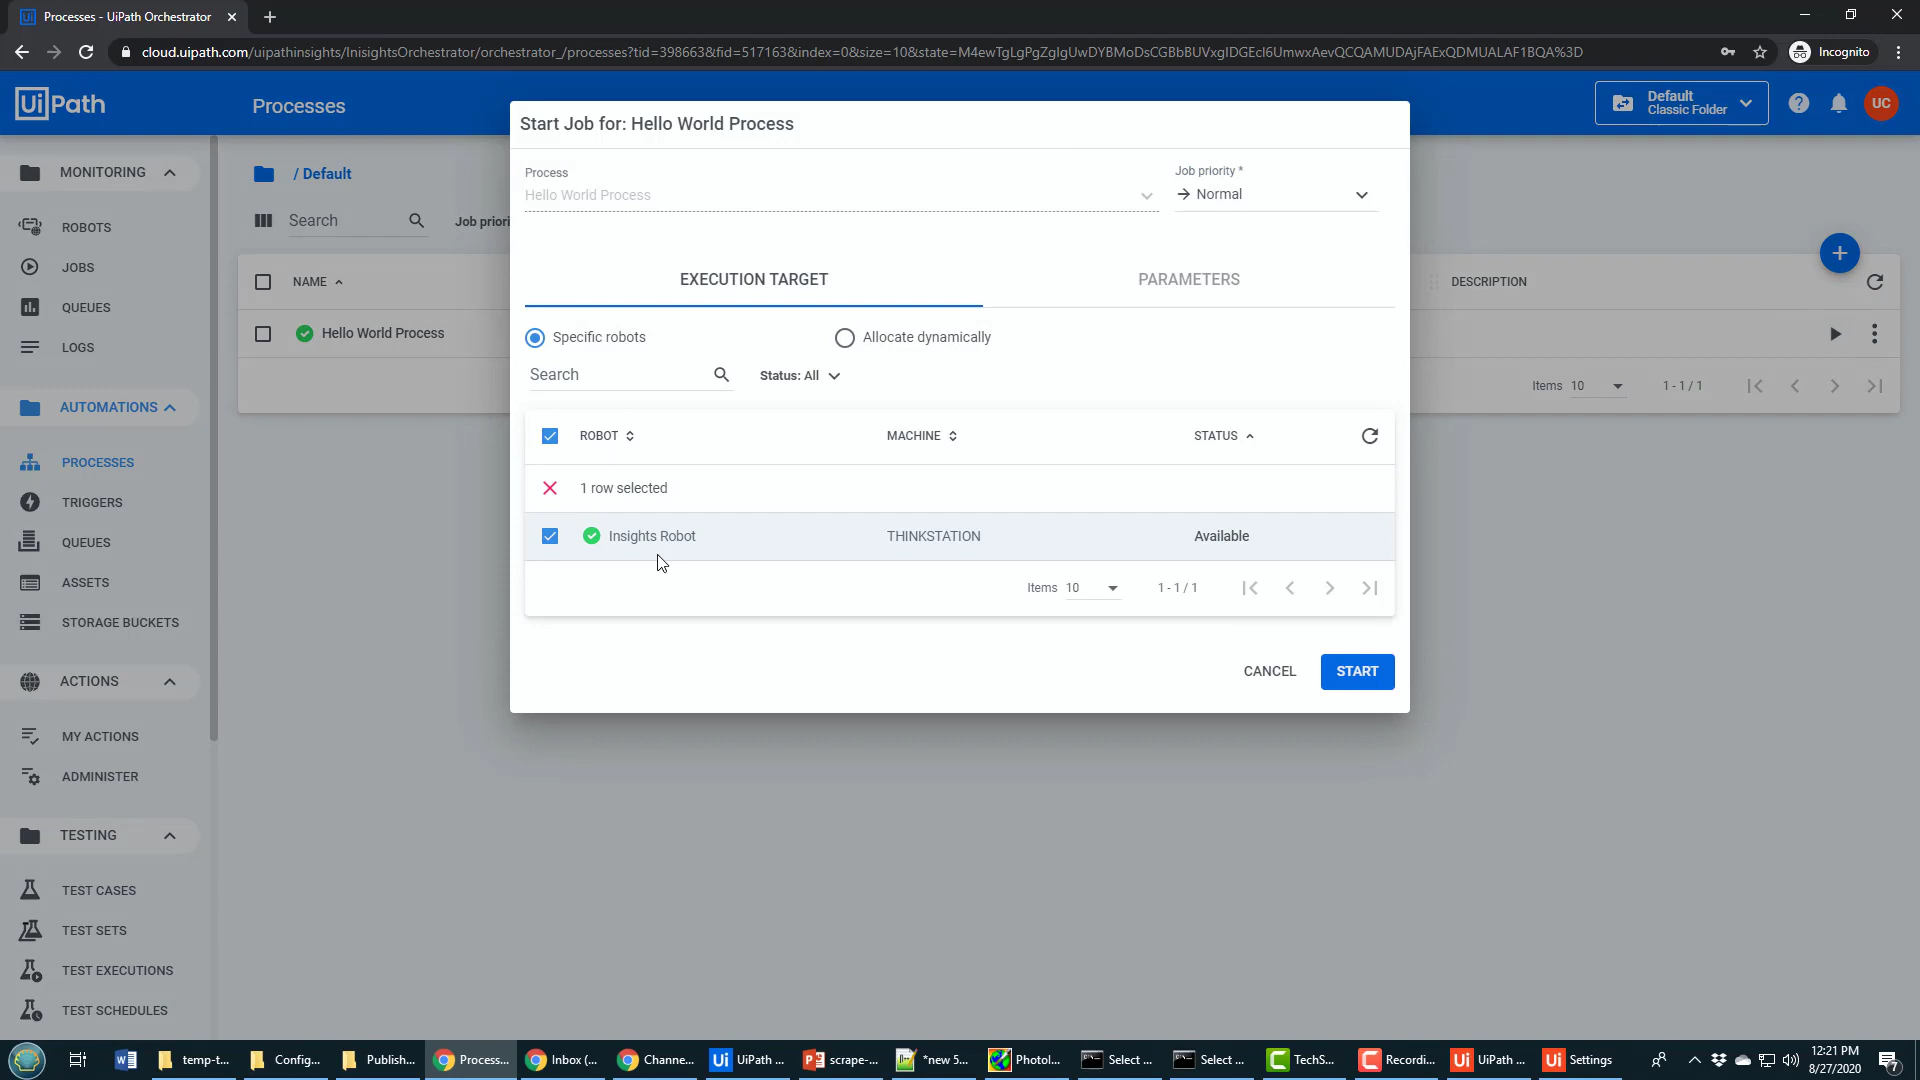 Processes - UiPath Orchestrator
cloud.uipath.com/uipathinsights/InisightsOrchestrator/orchestrator_/processes?tid=398663&fid=517163&index=0&size=10&state=M4ewTgLgPgZglgUwDYBMoDsCGBbBUVxgIDGEcl6UmwxAevQCQAMUDAjFAExQDMUALAF1BQA%3D
Incognito
UiPath
Processes
Default
Classic Folder
UC
MONITORING
ROBOTS
JOBS
QUEUES
LOGS
AUTOMATIONS
PROCESSES
TRIGGERS
QUEUES
ASSETS
STORAGE BUCKETS
ACTIONS
MY ACTIONS
ADMINISTER
TESTING
TEST CASES
TEST SETS
TEST EXECUTIONS
TEST SCHEDULES
/ Default
Search
Job priori
NAME
DESCRIPTION
Hello World Process
Items 10
1 - 1 / 1
Start Job for: Hello World Process
Process
Hello World Process
Job priority *
Normal
EXECUTION TARGET
PARAMETERS
Specific robots
Allocate dynamically
Search
Status: All
ROBOT
MACHINE
STATUS
1 row selected
Insights Robot
THINKSTATION
Available
Items 10
1 - 1 / 1
CANCEL
START
temp-t...
Config...
Publish...
Process...
Inbox (...
Channe...
UiPath ...
scrape-...
*new 5...
Photol...
Select ...
Select ...
TechS...
Recordi...
UiPath ...
Settings
12:21 PM
8/27/2020
7